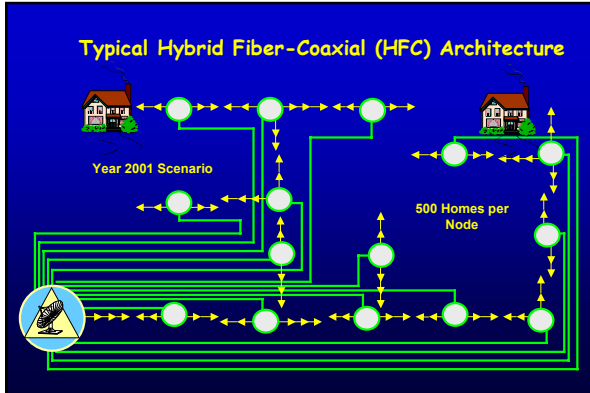 Typical Hybrid Fiber-Coaxial (HFC) Architecture
Year 2001 Scenario
500 Homes per
Node